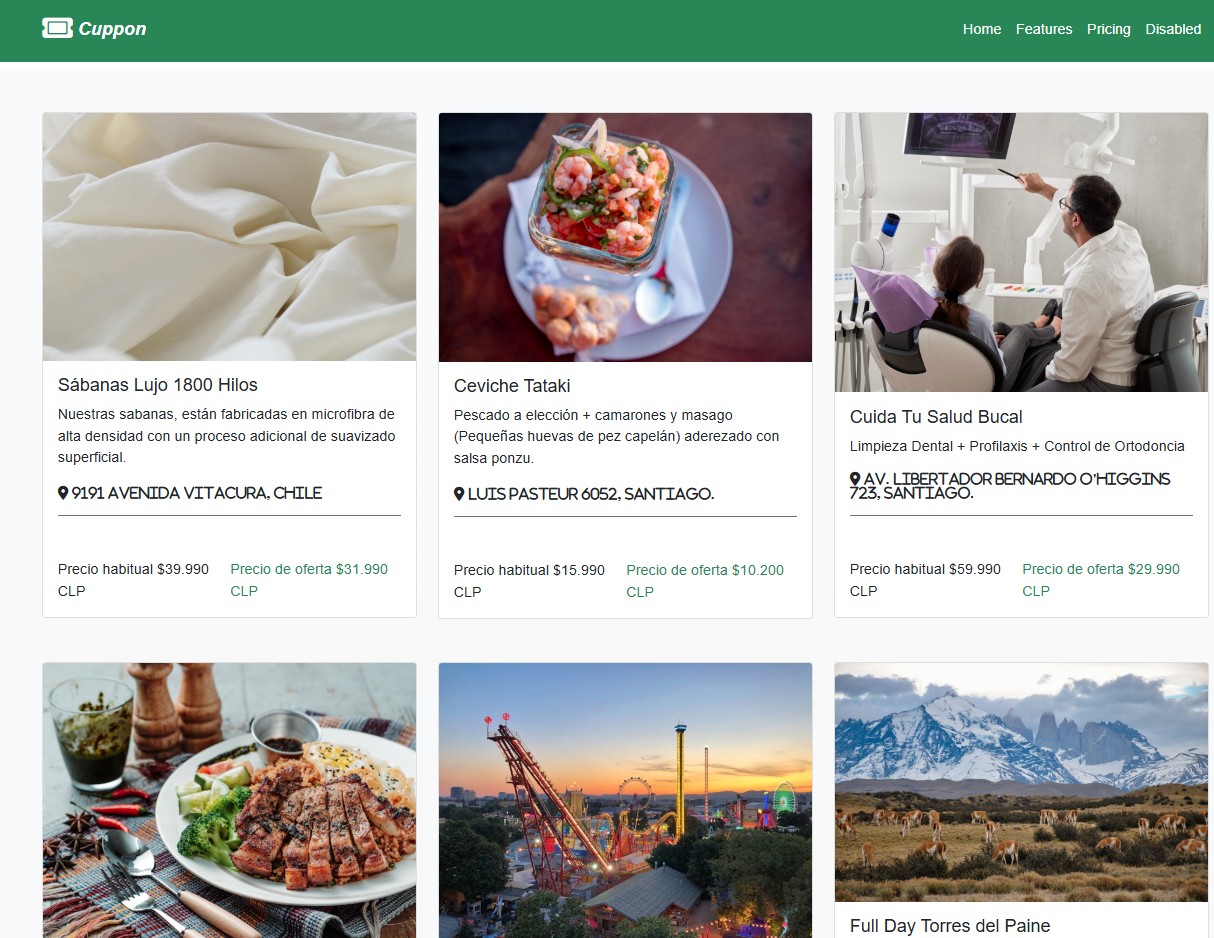 Cuppon
Home Features Pricing Disabled
Sábanas Lujo 1800 Hilos
Nuestras sabanas, están fabricadas en microfibra de
alta densidad con un proceso adicional de suavizado
superficial.
9191 AVENIDA VITACURA, CHILE
Precio habitual $39.990
CLP
Precio de oferta $31.990
CLP
Ceviche Tataki
Pescado a elección + camarones y masago
(Pequeñas huevas de pez capelán) aderezado con
salsa ponzu.
LUIS PASTEUR 6052, SANTIAGO.
Precio habitual $15.990
CLP
Precio de oferta $10.200
CLP
Cuida Tu Salud Bucal
Limpieza Dental + Profilaxis + Control de Ortodoncia
AV. LIBERTADOR BERNARDO O'HIGGINS
723, SANTIAGO.
Precio habitual $59.990
CLP
Precio de oferta $29.990
CLP
Full Day Torres del Paine